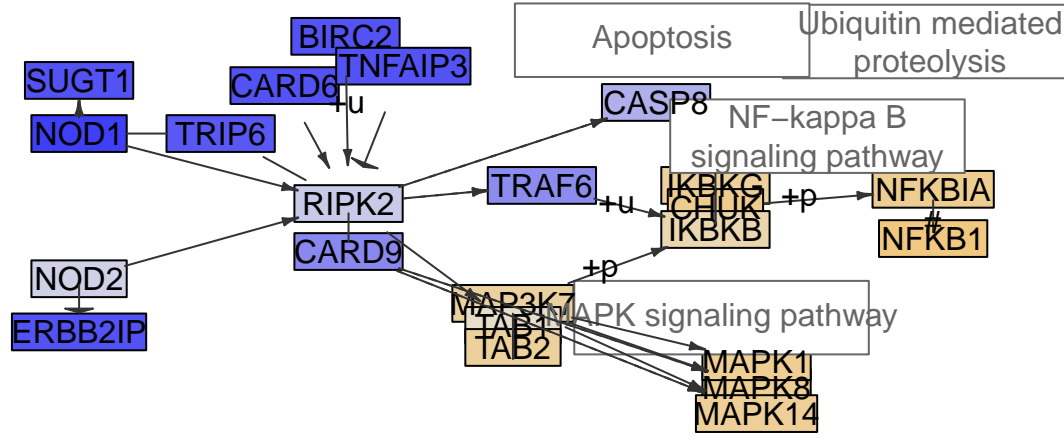 BIRC2
Apoptosis
Ubiquitin mediated
proteolysis
TNFAIP3
SUGT1
CARD6
+u
CASP8
NOD1
TRIP6
NF−kappa B
signaling pathway
RIPK2
TRAF6
+u
IKBKG
CHUK
IKBKB
+p
NFKBIA
#
NFKB1
CARD9
NOD2
+p
ERBB2IP
MAP3K7
TAB1
TAB2
MAPK signaling pathway
MAPK1
MAPK8
MAPK14